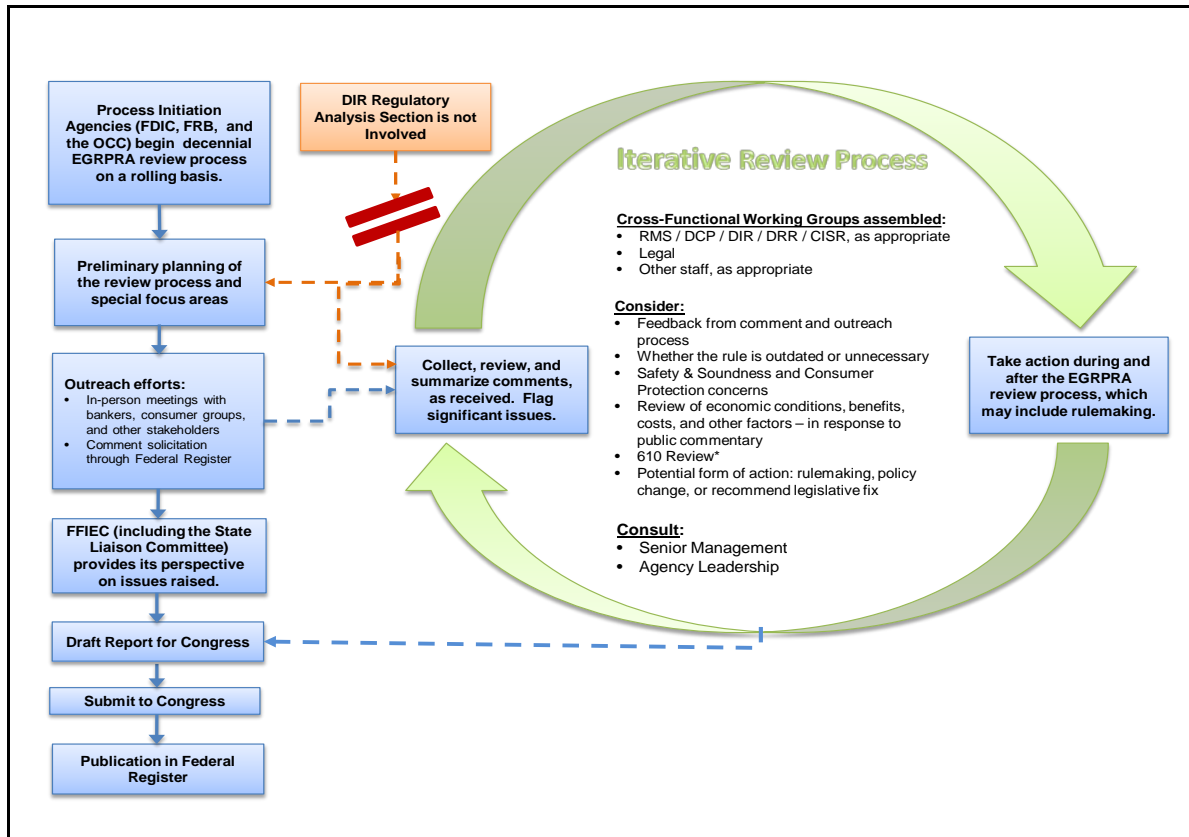 Process Initiation
Agencies (FDIC, FRB, and
the OCC) begin decennial
EGRPRA review process
on a rolling basis.
Preliminary planning of
the review process and
special focus areas
Outreach efforts:
• In-person meetings with
bankers, consumer groups,
and other stakeholders
• Comment solicitation
through Federal Register
FFIEC (including the State
Liaison Committee)
provides its perspective
on issues raised.
Draft Report for Congress
Submit to Congress
Publication in Federal
Register
DIR Regulatory
Analysis Section is not
Involved
Collect, review, and
summarize comments,
as received. Flag
significant issues.
Iterative Review Process
Cross-Functional Working Groups assembled:
• RMS / DCP / DIR / DRR / CISR, as appropriate
• Legal
• Other staff, as appropriate
Consider:
• Feedback from comment and outreach
process
• Whether the rule is outdated or unnecessary
• Safety & Soundness and Consumer
Protection concerns
• Review of economic conditions, benefits,
costs, and other factors – in response to
public commentary
• 610 Review*
• Potential form of action: rulemaking, policy
change, or recommend legislative fix
Consult:
• Senior Management
• Agency Leadership
Take action during and
after the EGRPRA
review process, which
may include rulemaking.